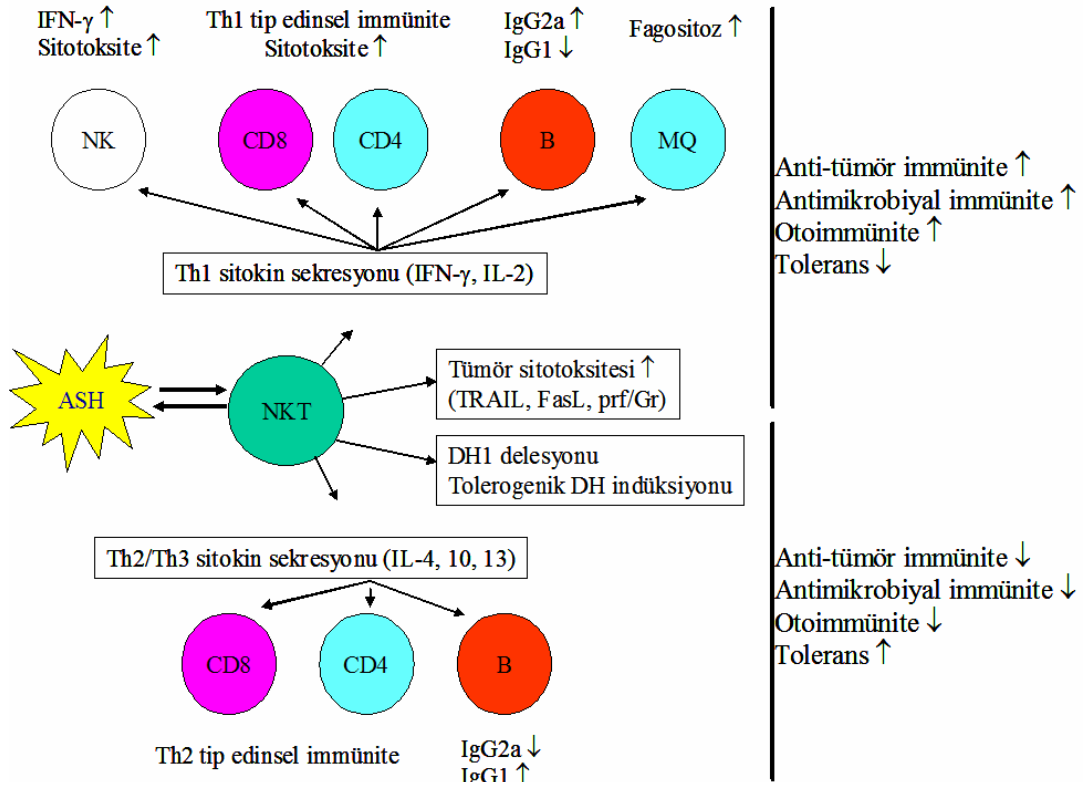 IFN-γ ↑
Sitotoksite ↑
Th1 tip edinsel immünite
Sitotoksite ↑
IgG2a ↑
IgG1 ↓
Fagositoz ↑
NK
CD8
CD4
B
MQ
Th1 sitokin sekresyonu (IFN-γ, IL-2)
Anti-tümör immünite ↑
Antimikrobiyal immünite ↑
Otoimmünite ↑
Tolerans ↓
ASH
NKT
Tümör sitotoksitesi ↑
(TRAIL, FasL, prf/Gr)
DH1 delesyonu
Tolerogenik DH indüksiyonu
Th2/Th3 sitokin sekresyonu (IL-4, 10, 13)
CD8
CD4
B
Th2 tip edinsel immünite
IgG2a ↓
IgG1 ↑
Anti-tümör immünite ↓
Antimikrobiyal immünite ↓
Otoimmünite ↓
Tolerans ↑